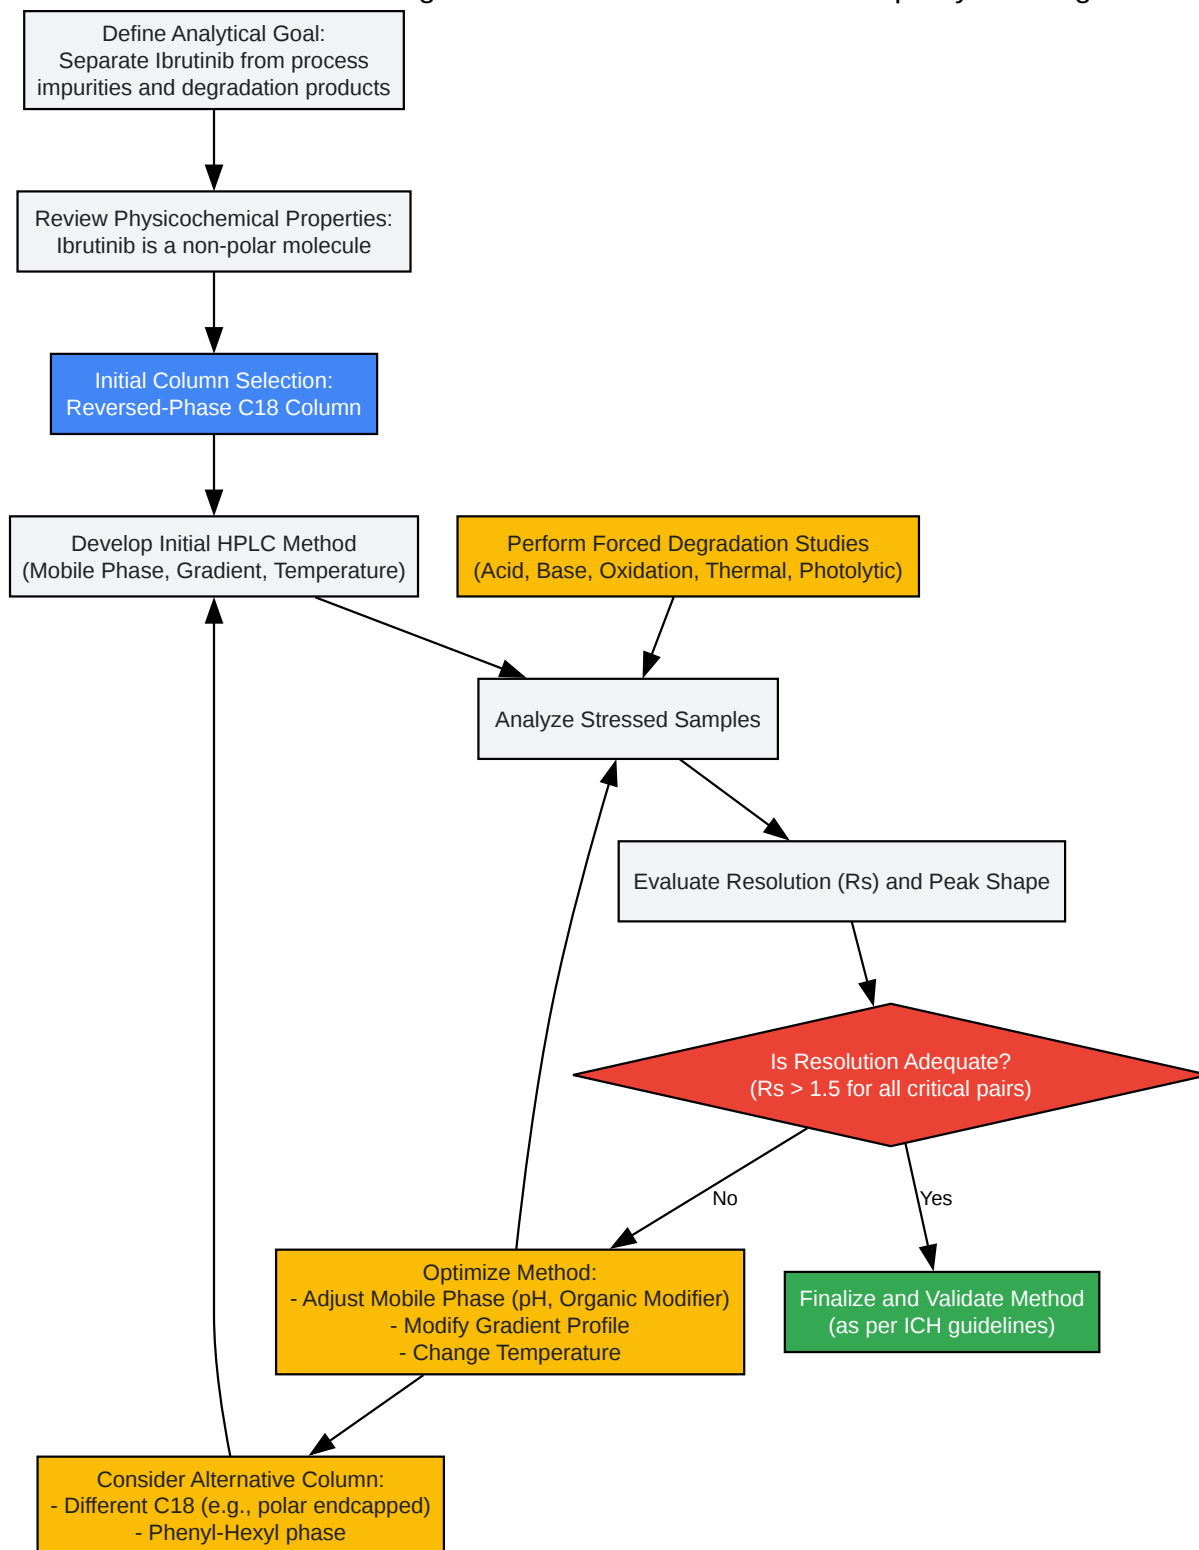 Define Analytical Goal:
Separate Ibrutinib from process
impurities and degradation products
Review Physicochemical Properties:
Ibrutinib is a non-polar molecule
Initial Column Selection:
Reversed-Phase C18 Column
Develop Initial HPLC Method
(Mobile Phase, Gradient, Temperature)
Perform Forced Degradation Studies
(Acid, Base, Oxidation, Thermal, Photolytic)
Analyze Stressed Samples
Evaluate Resolution (Rs) and Peak Shape
Is Resolution Adequate?
(Rs > 1.5 for all critical pairs)
No
Yes
Optimize Method:
- Adjust Mobile Phase (pH, Organic Modifier)
- Modify Gradient Profile
- Change Temperature
Finalize and Validate Method
(as per ICH guidelines)
Consider Alternative Column:
- Different C18 (e.g., polar endcapped)
- Phenyl-Hexyl phase